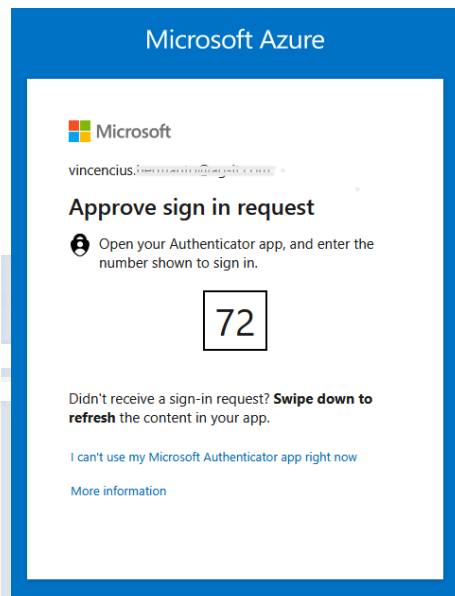 Microsoft Azure
Microsoft
vincencius.
Approve sign in request
Open your Authenticator app, and enter the
number shown to sign in.
72
Didn't receive a sign-in request? Swipe down to
refresh the content in your app.
I can't use my Microsoft Authenticator app right now
More information